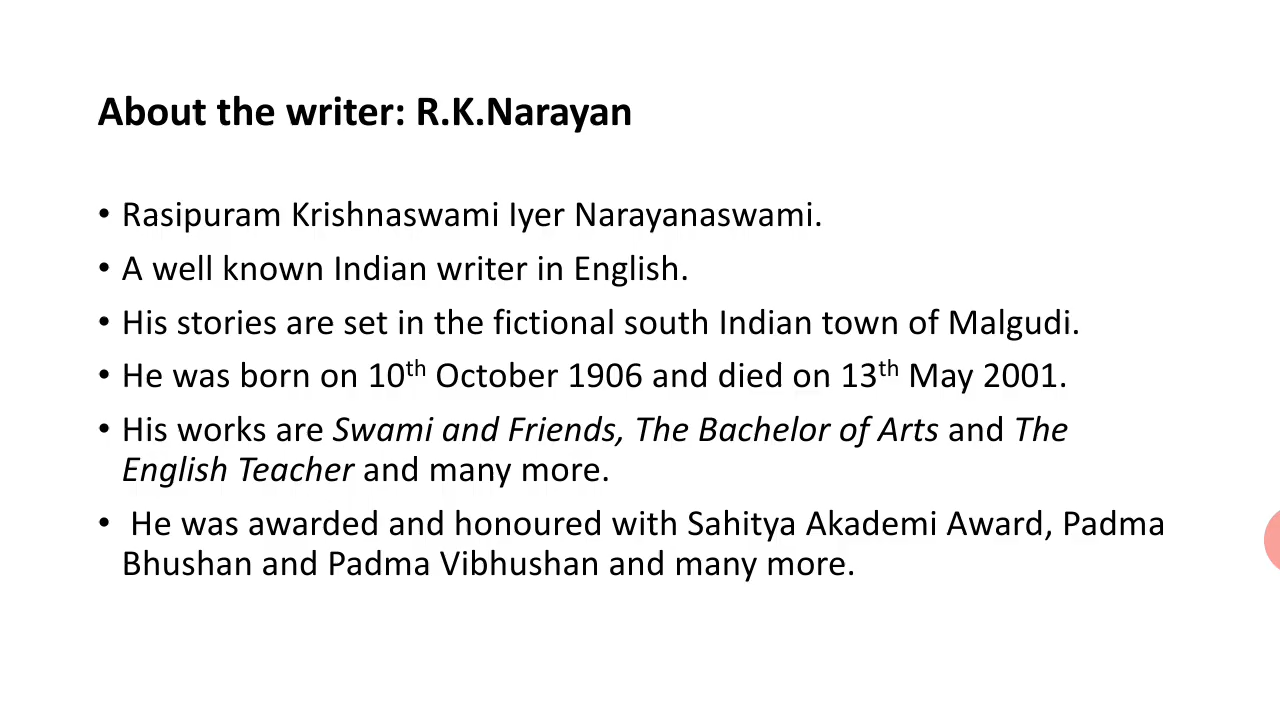 About the writer: R.K.Narayan
• Rasipuram Krishnaswami Iyer Narayanaswami.
• A well known Indian writer in English.
• His stories are set in the fictional south Indian town of Malgudi.
• He was born on 10th October 1906 and died on 13th May 2001.
• His works are Swami and Friends, The Bachelor of Arts and The
English Teacher and many more.
• He was awarded and honoured with Sahitya Akademi Award, Padma
Bhushan and Padma Vibhushan and many more.